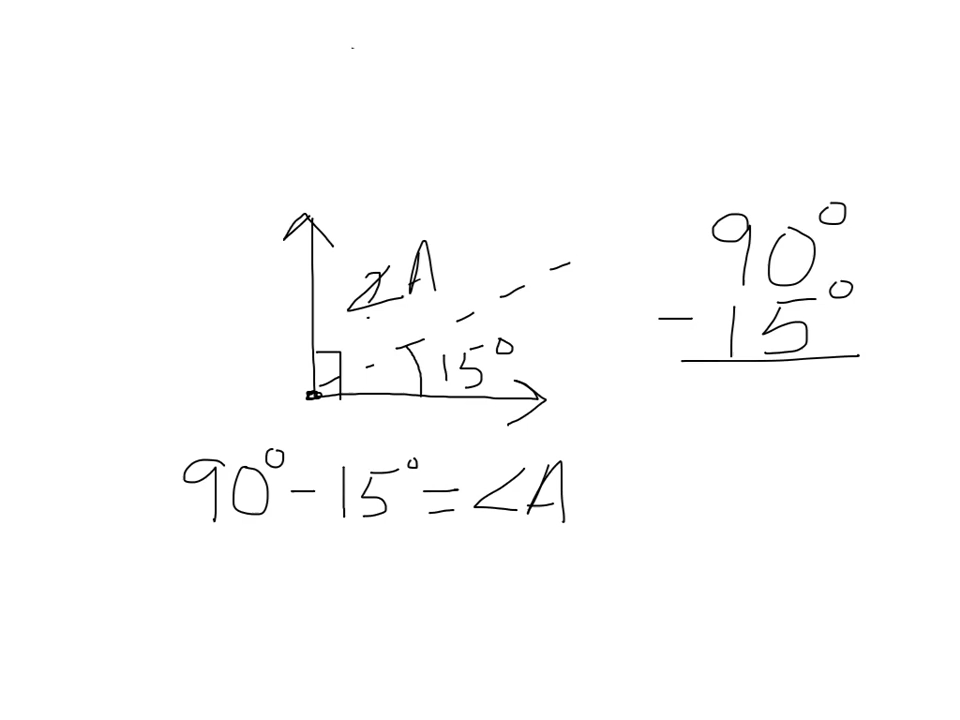 ∠A
15°
90° - 15° = ∠A
90°
- 15°